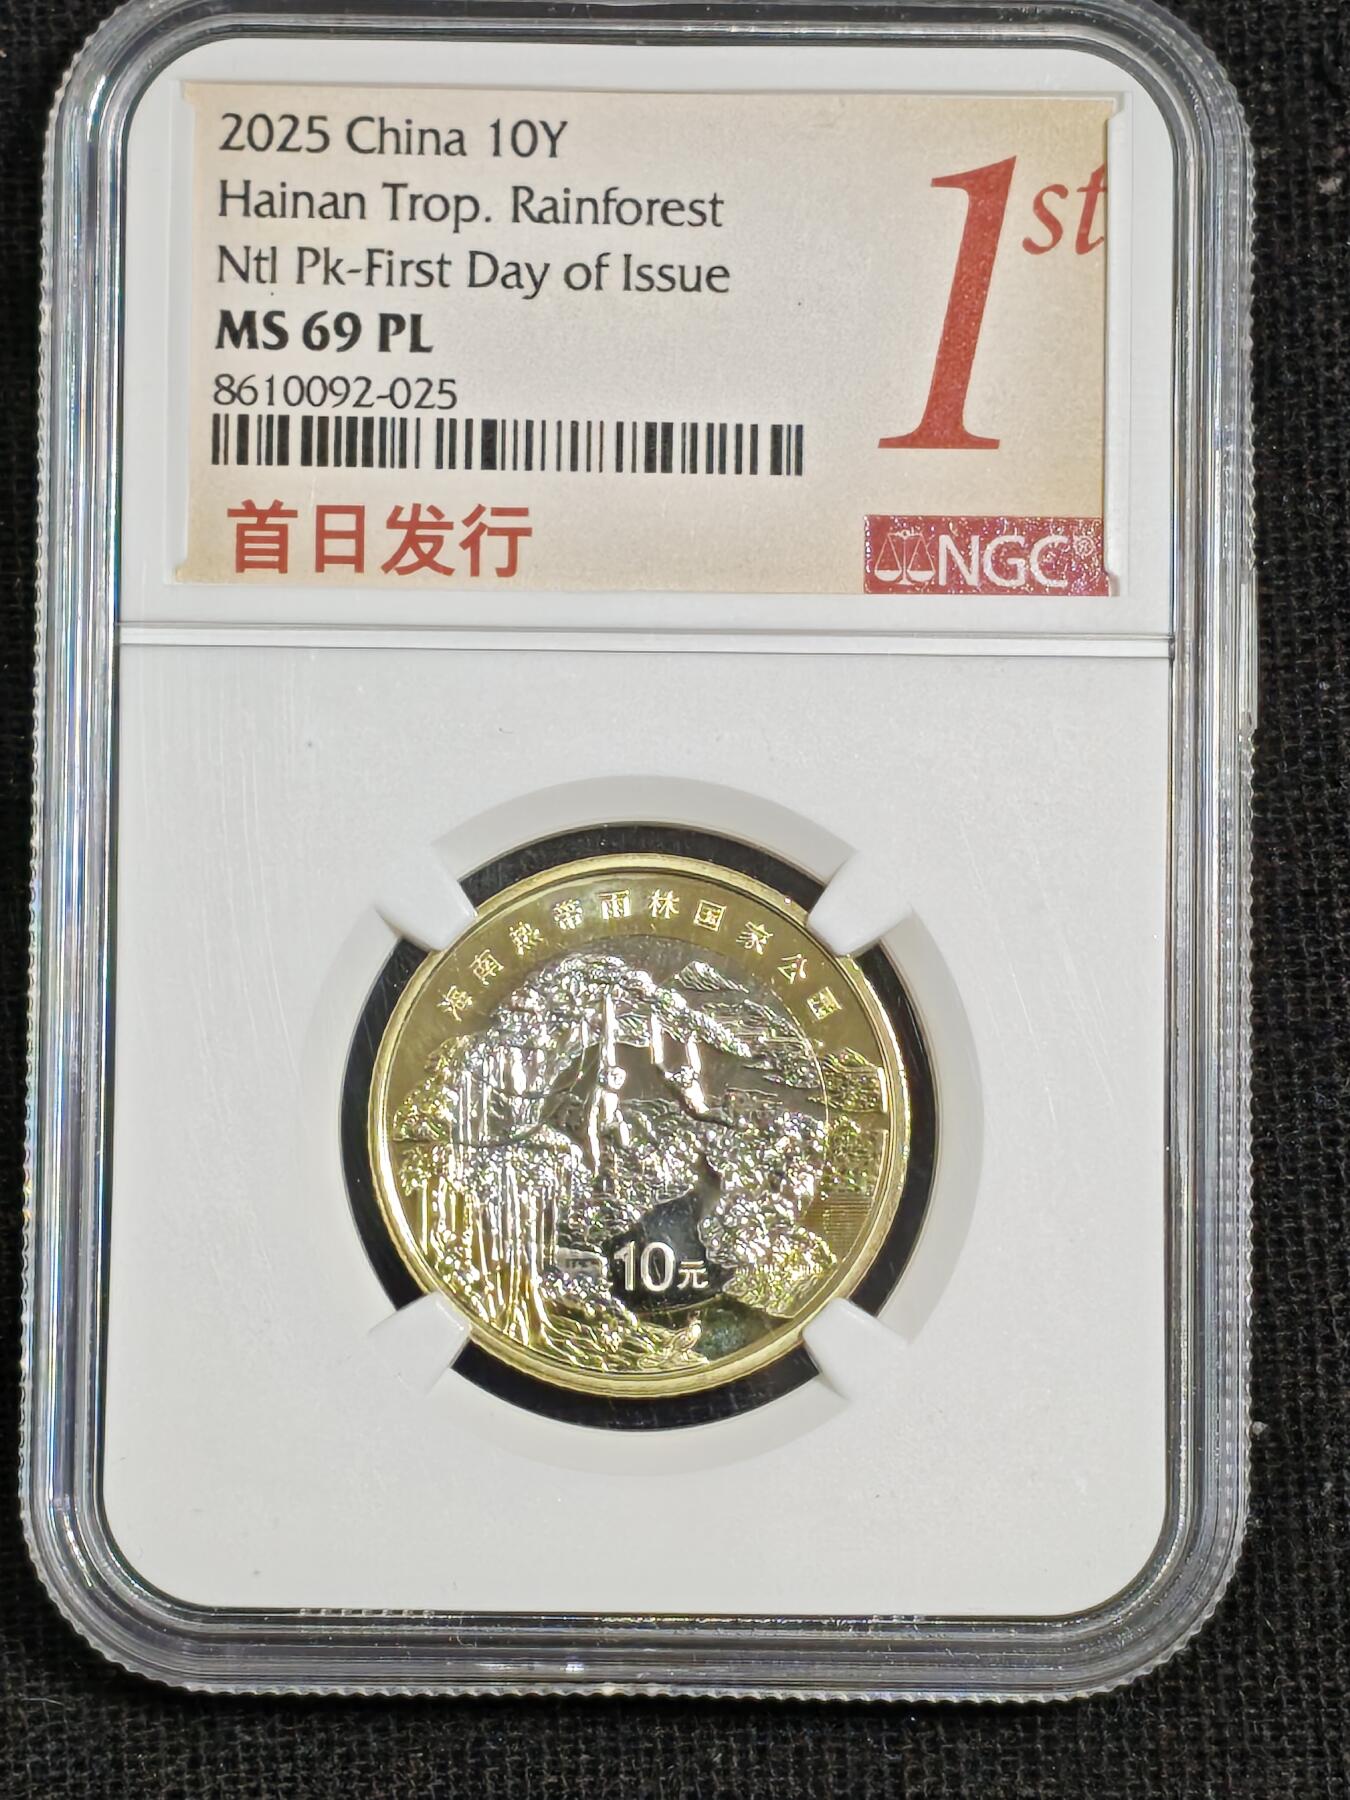 2025 China 10Y
Hainan Trop. Rainforest
Ntl Pk-First Day of Issue
MS 69 PL
8610092-025
首日发行
1st
NGC®
海南热带雨林国家公园
10元